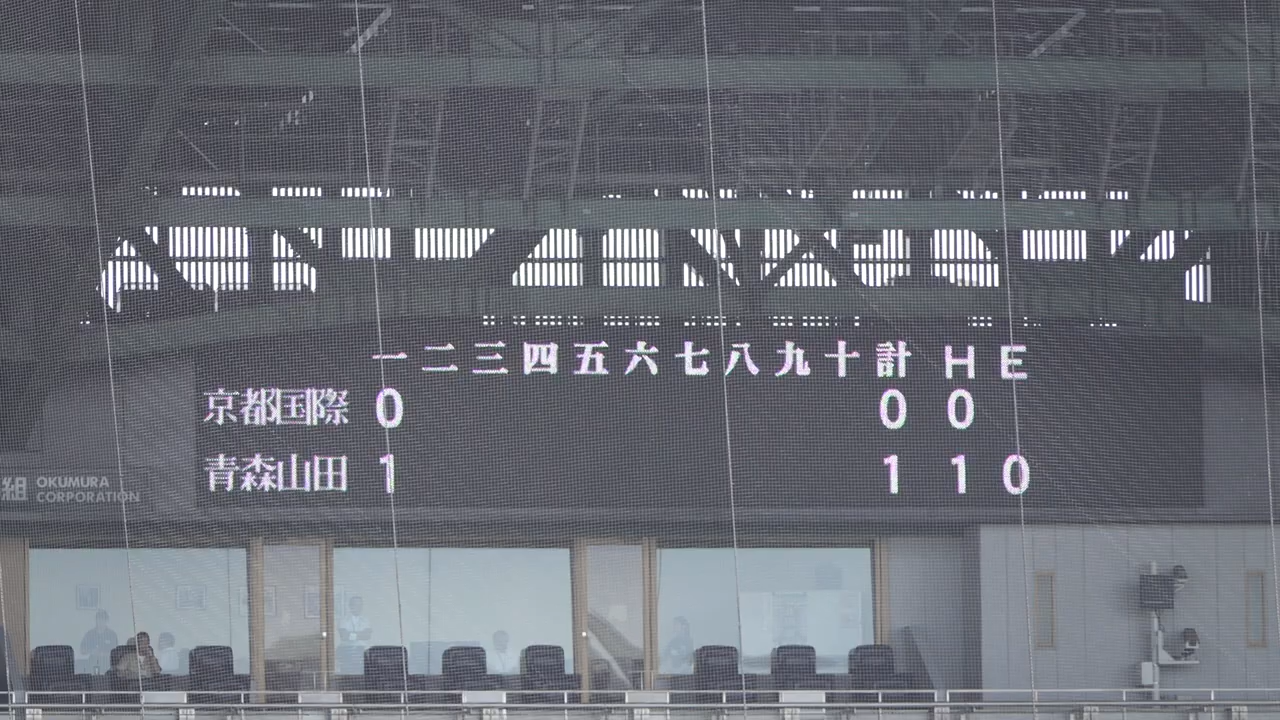 一 二 三 四 五 六 七 八 九 十 計 H E
京都国際 0 0 0
青森山田 1 1 1 0
組 OKUMURA
CORPORATION